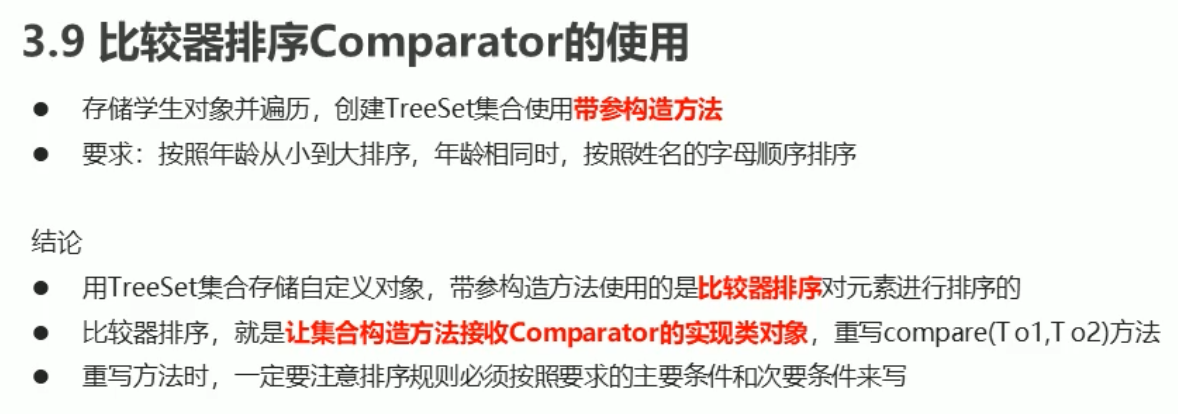 3.9 比较器排序Comparator的使用
● 存储学生对象并遍历，创建TreeSet集合使用带参构造方法
● 要求：按照年龄从小到大排序，年龄相同时，按照姓名的字母顺序排序
结论
● 用TreeSet集合存储自定义对象，带参构造方法使用的是比较器排序对元素进行排序的
● 比较器排序，就是让集合构造方法接收Comparator的实现类对象，重写compare(T o1,T o2)方法
● 重写方法时，一定要注意排序规则必须按照要求的主要条件和次要条件来写